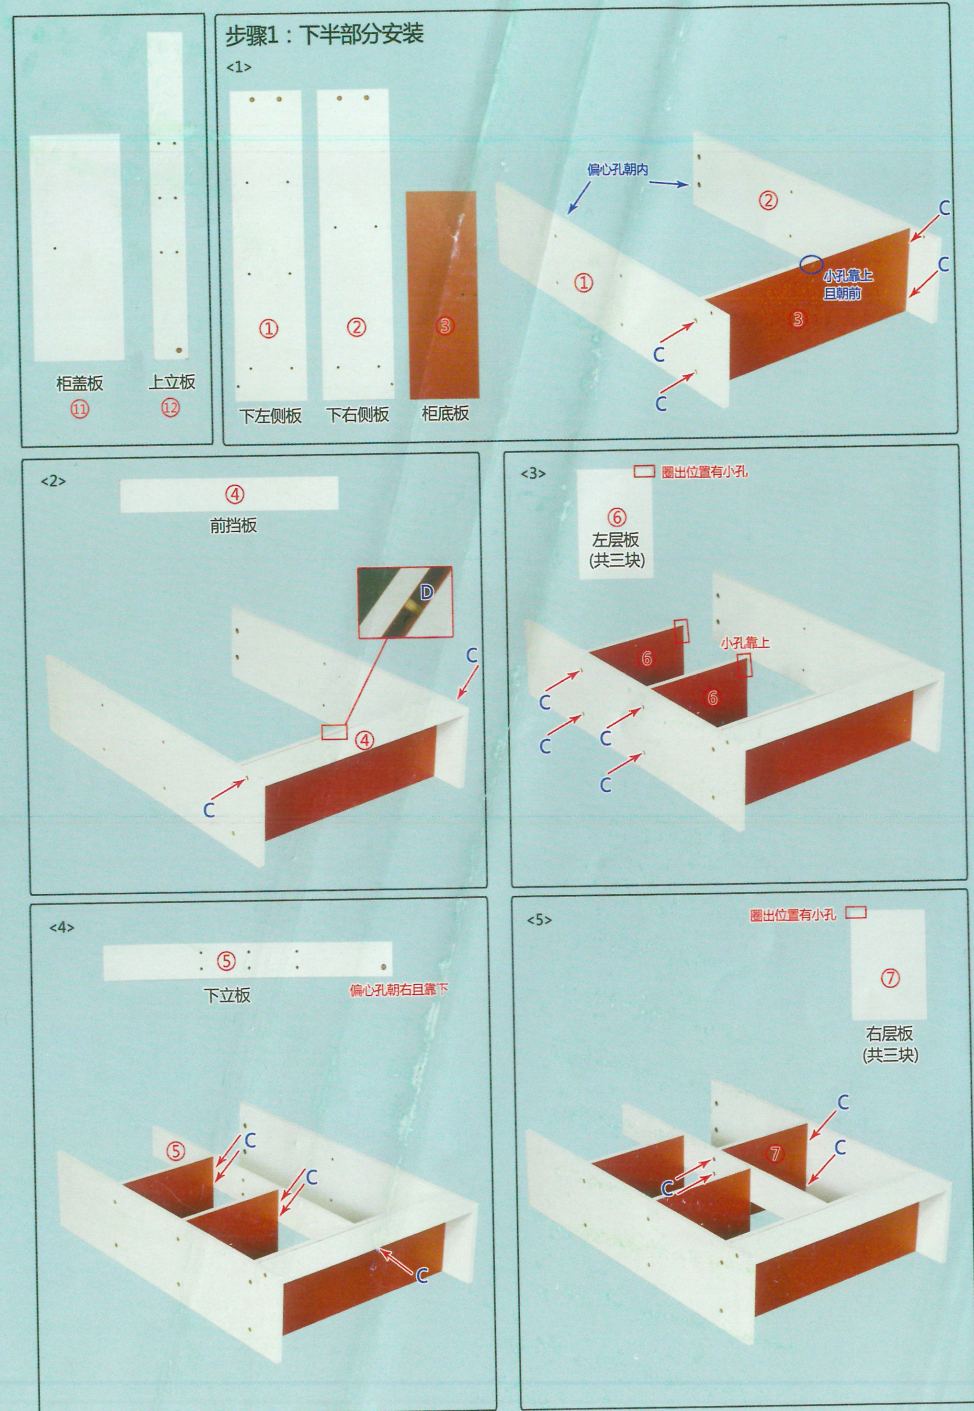 柜盖板
⑪
上立板
⑫
步骤1：下半部分安装
<1>
①
下左侧板
②
下右侧板
③
柜底板
偏心孔朝内
②
①
C
C
小孔靠上
且朝前
3
C
C
<2>
④
前挡板
D
C
④
C
<3>
圈出位置有小孔
⑥
左层板
(共三块)
小孔靠上
6
6
C
C
C
C
<4>
⑤
下立板
偏心孔朝右且靠下
⑤
C
C
C
<5>
圈出位置有小孔
⑦
右层板
(共三块)
C
⑦
C
C